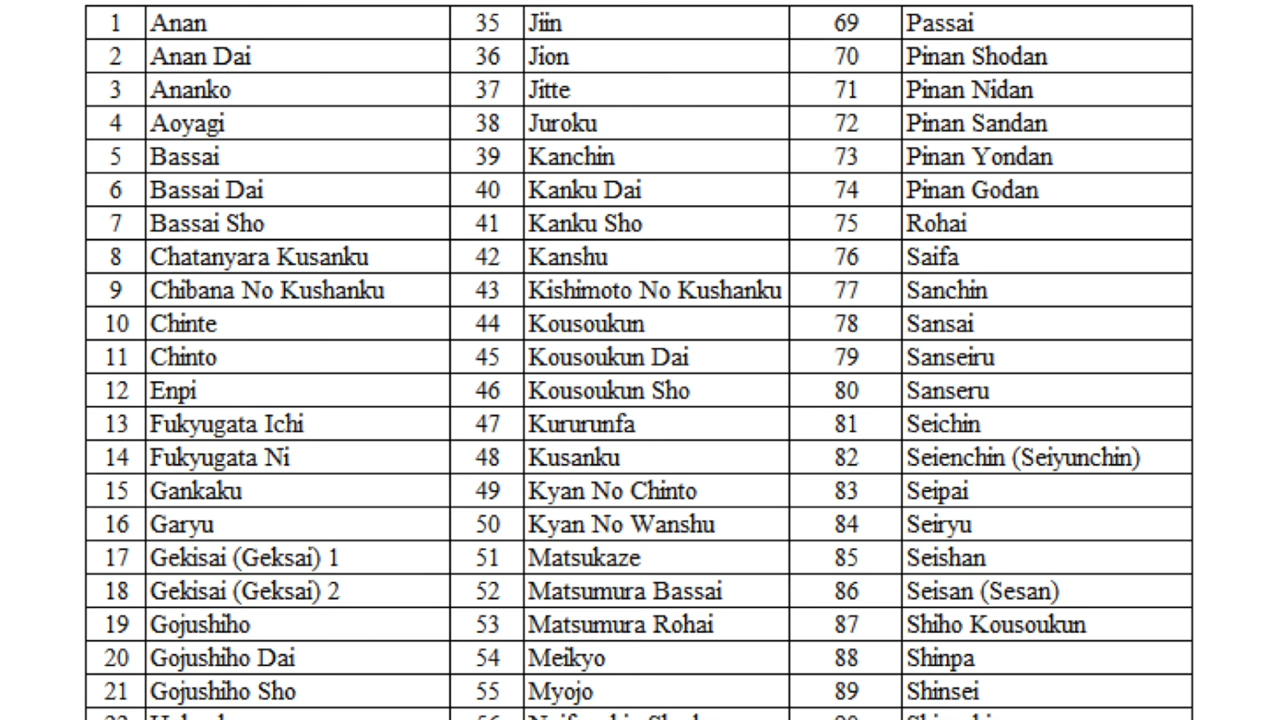 1 Anan 35 Jiin 69 Passai
2 Anan Dai 36 Jion 70 Pinan Shodan
3 Ananko 37 Jitte 71 Pinan Nidan
4 Aoyagi 38 Juroku 72 Pinan Sandan
5 Bassai 39 Kanchin 73 Pinan Yondan
6 Bassai Dai 40 Kanku Dai 74 Pinan Godan
7 Bassai Sho 41 Kanku Sho 75 Rohai
8 Chatanyara Kusanku 42 Kanshu 76 Saifa
9 Chibana No Kushanku 43 Kishimoto No Kushanku 77 Sanchin
10 Chinte 44 Kousoukun 78 Sansai
11 Chinto 45 Kousoukun Dai 79 Sanseiru
12 Enpi 46 Kousoukun Sho 80 Sanseru
13 Fukyugata Ichi 47 Kururunfa 81 Seichin
14 Fukyugata Ni 48 Kusanku 82 Seienchin (Seiyunchin)
15 Gankaku 49 Kyan No Chinto 83 Seipai
16 Garyu 50 Kyan No Wanshu 84 Seiryu
17 Gekisai (Geksai) 1 51 Matsukaze 85 Seishan
18 Gekisai (Geksai) 2 52 Matsumura Bassai 86 Seisan (Sesan)
19 Gojushiho 53 Matsumura Rohai 87 Shiho Kousoukun
20 Gojushiho Dai 54 Meikyo 88 Shinpa
21 Gojushiho Sho 55 Myojo 89 Shinsei